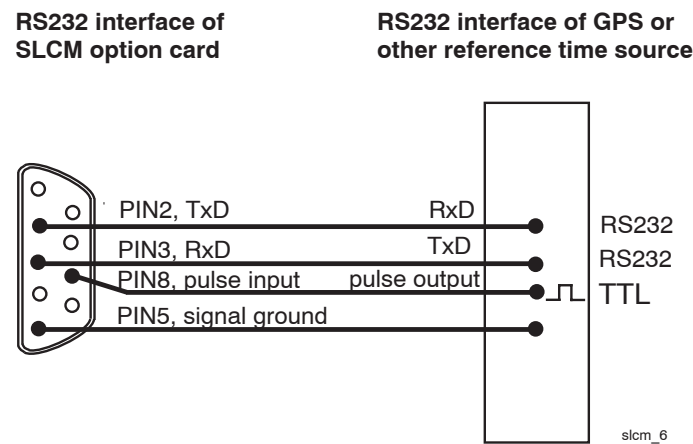 RS232 interface of
SLCM option card
RS232 interface of GPS or
other reference time source
PIN2, TxD
RxD
RS232
PIN3, RxD
TxD
RS232
PIN8, pulse input
pulse output
TTL
PIN5, signal ground
slcm_6